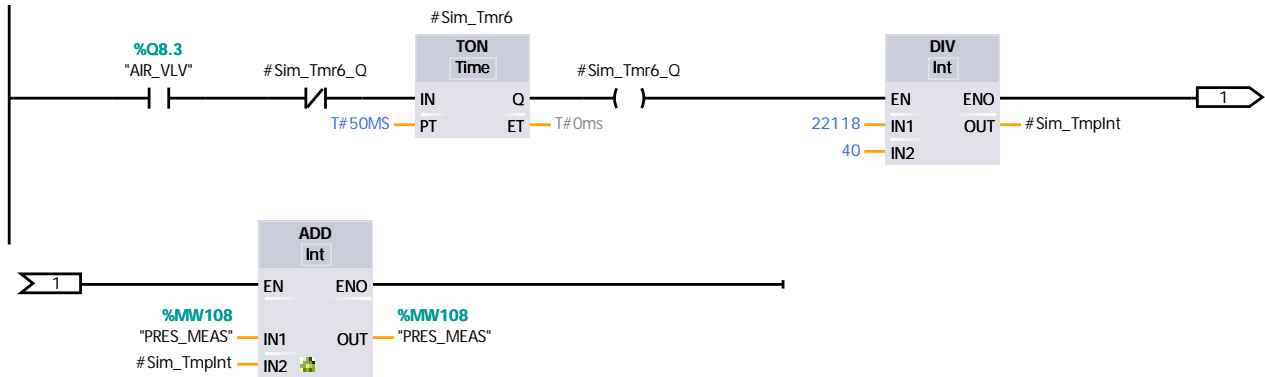 #Sim_Tmr6
%Q8.3
"AIR_VLV"
#Sim_Tmr6_Q
TON
Time
#Sim_Tmr6_Q
DIV
Int
IN
Q
T#50MS
PT
ET
T#0ms
EN
ENO
22118
IN1
OUT
#Sim_TmpInt
40
IN2
1
1
ADD
Int
EN
ENO
%MW108
"PRES_MEAS"
IN1
OUT
%MW108
"PRES_MEAS"
#Sim_TmpInt
IN2